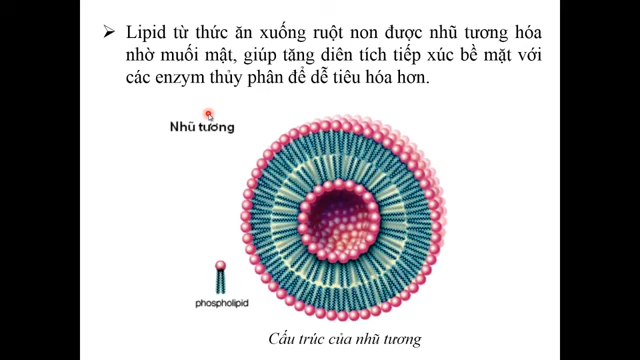 Lipid từ thức ăn xuống ruột non được nhũ tương hóa
nhờ muối mật, giúp tăng diên tích tiếp xúc bề mặt với
các enzym thủy phân để dễ tiêu hóa hơn.
Nhũ tương
phospholipid
Cấu trúc của nhũ tương